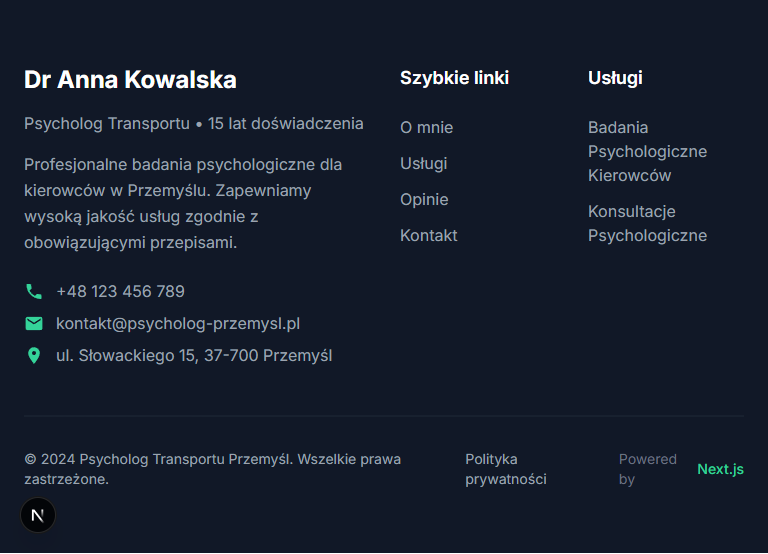 Dr Anna Kowalska
Psycholog Transportu • 15 lat doświadczenia
Profesjonalne badania psychologiczne dla
kierowców w Przemyślu. Zapewniamy
wysoką jakość usług zgodnie z
obowiązującymi przepisami.
+48 123 456 789
kontakt@psycholog-przemysl.pl
ul. Słowackiego 15, 37-700 Przemyśl
Szybkie linki
O mnie
Usługi
Opinie
Kontakt
Usługi
Badania
Psychologiczne
Kierowców
Konsultacje
Psychologiczne
© 2024 Psycholog Transportu Przemyśl. Wszelkie prawa
zastrzeżone.
Polityka
prywatności
Powered
by
Next.js
N